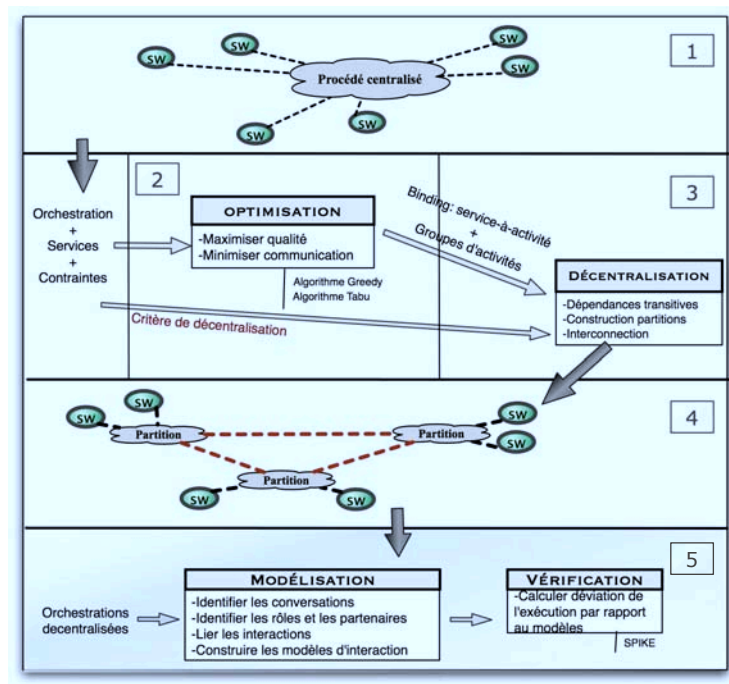 1
SW
SW
SW
SW
SW
SW
Procédé centralisé
2
3
Orchestration
+
Services
+
Contraintes
OPTIMISATION
-Maximiser qualité
-Minimiser communication
Algorithme Greedy
Algorithme Tabu
Binding: service-à-activité
+
Groupes d'activités
DÉCENTRALISATION
-Dépendances transitives
-Construction partitions
-Interconnection
Critère de décentralisation
4
SW
SW
Partition
Partition
SW
SW
Partition
SW
SW
5
Orchestrations
decentralisées
MODÉLISATION
-Identifier les conversations
-Identifier les rôles et les partenaires
-Lier les interactions
-Construire les modèles d'interaction
VÉRIFICATION
-Calculer déviation de
l'exécution par rapport
au modèles
SPIKE